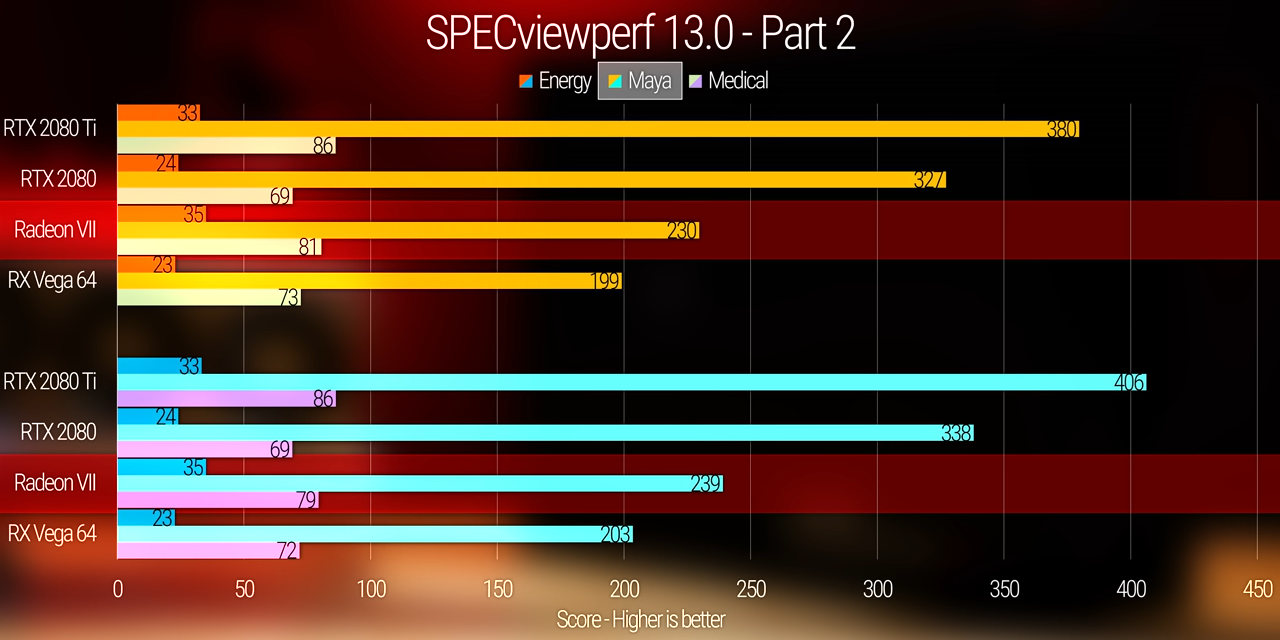 SPECviewperf 13.0 - Part 2
Energy Maya Medical
33
RTX 2080 Ti 380
86
24
RTX 2080 327
69
35
Radeon VII 230
81
23
RX Vega 64 199
73
33
RTX 2080 Ti 406
86
24
RTX 2080 338
69
35
Radeon VII 239
79
23
RX Vega 64 203
72
0 50 100 150 200 250 300 350 400 450
Score - Higher is better